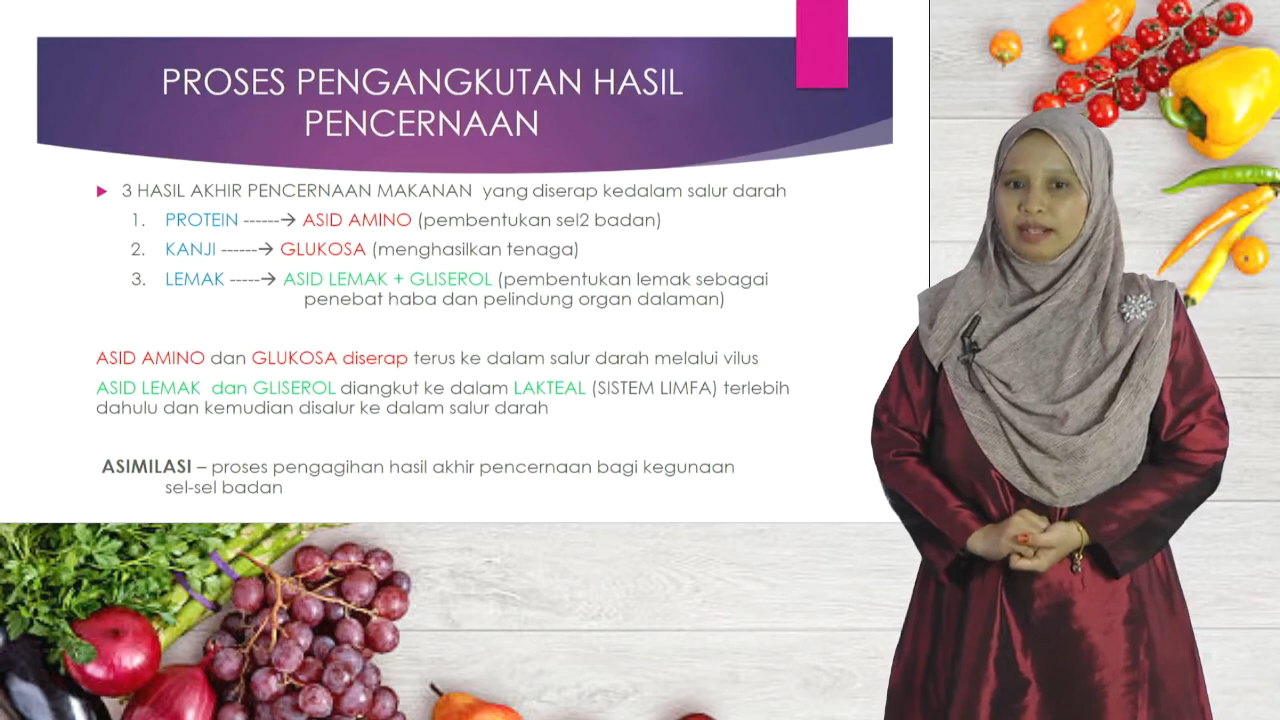 PROSES PENGANGKUTAN HASIL
PENCERNAAN
3 HASIL AKHIR PENCERNAAN MAKANAN yang diserap kedalam salur darah
1. PROTEIN ------→ ASID AMINO (pembentukan sel2 badan)
2. KANJI ------→ GLUKOSA (menghasilkan tenaga)
3. LEMAK -----→ ASID LEMAK + GLISEROL (pembentukan lemak sebagai
penebat haba dan pelindung organ dalaman)
ASID AMINO dan GLUKOSA diserap terus ke dalam salur darah melalui vilus
ASID LEMAK dan GLISEROL diangkut ke dalam LAKTEAL (SISTEM LIMFA) terlebih
dahulu dan kemudian disalur ke dalam salur darah
ASIMILASI – proses pengagihan hasil akhir pencernaan bagi kegunaan
sel-sel badan